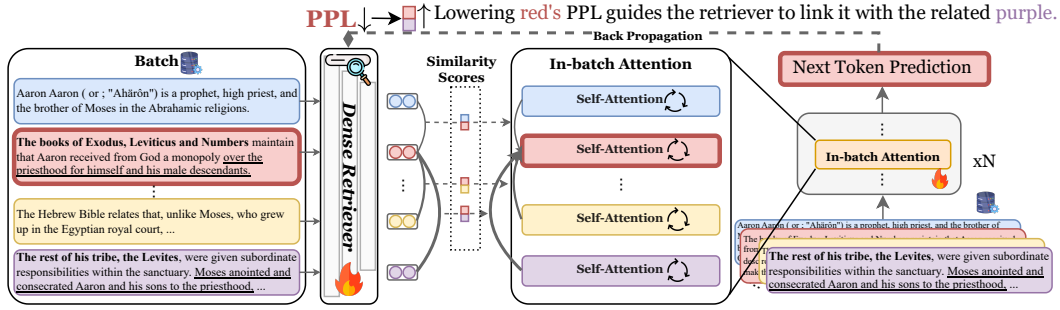 PPL↓→↑ Lowering red's PPL guides the retriever to link it with the related purple.
Back Propagation
Batch
Aaron Aaron ( or ; "Ahārōn") is a prophet, high priest, and
the brother of Moses in the Abrahamic religions.
The books of Exodus, Leviticus and Numbers maintain
that Aaron received from God a monopoly over the
priesthood for himself and his male descendants.
⋮
The Hebrew Bible relates that, unlike Moses, who grew
up in the Egyptian royal court, ...
The rest of his tribe, the Levites, were given subordinate
responsibilities within the sanctuary. Moses anointed and
consecrated Aaron and his sons to the priesthood, ...
Dense Retriever
Similarity
Scores
⋮
In-batch Attention
Self-Attention
Self-Attention
⋮
Self-Attention
Self-Attention
Next Token Prediction
⋮
In-batch Attention
⋮
xN
Aaron Aaron ( or ; "Ahārōn") is a prophet, high priest, and the brother of
The rest of his tribe, the Levites, were given subordinate
responsibilities within the sanctuary. Moses anointed and
consecrated Aaron and his sons to the priesthood, ...